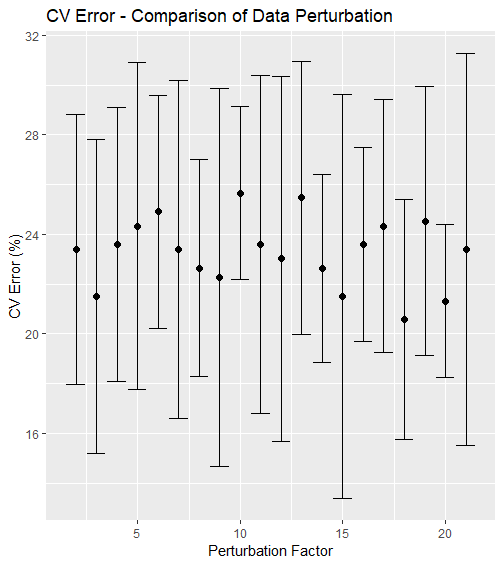 CV Error - Comparison of Data Perturbation
32
28
24
20
16
CV Error (%)
5 10 15 20
Perturbation Factor